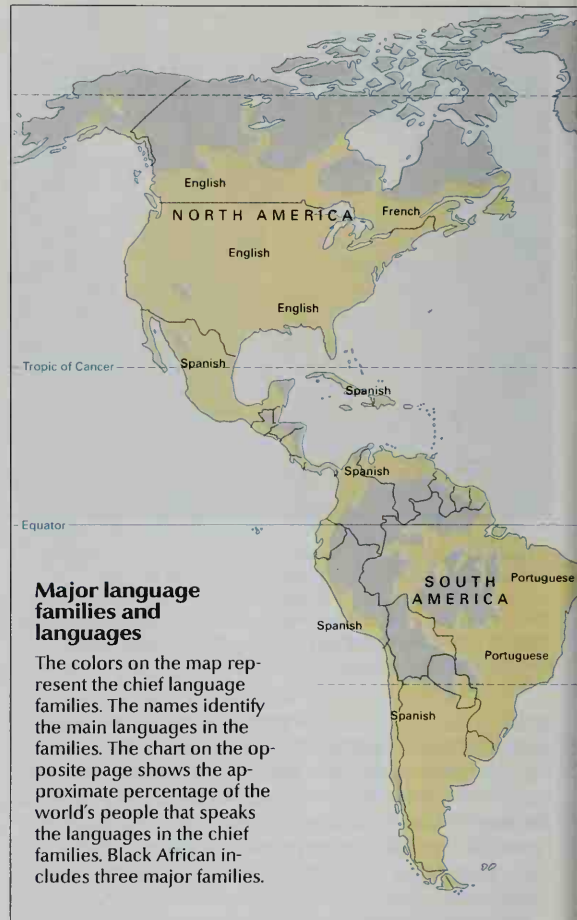 English
NORTH AMERICA
French
English
English
Tropic of Cancer
Spanish
Spanish
Spanish
Equator
SOUTH
AMERICA
Portuguese
Spanish
Portuguese
Spanish
Major language
families and
languages
The colors on the map rep-
resent the chief language
families. The names identify
the main languages in the
families. The chart on the op-
posite page shows the ap-
proximate percentage of the
world's people that speaks
the languages in the chief
families. Black African in-
cludes three major families.